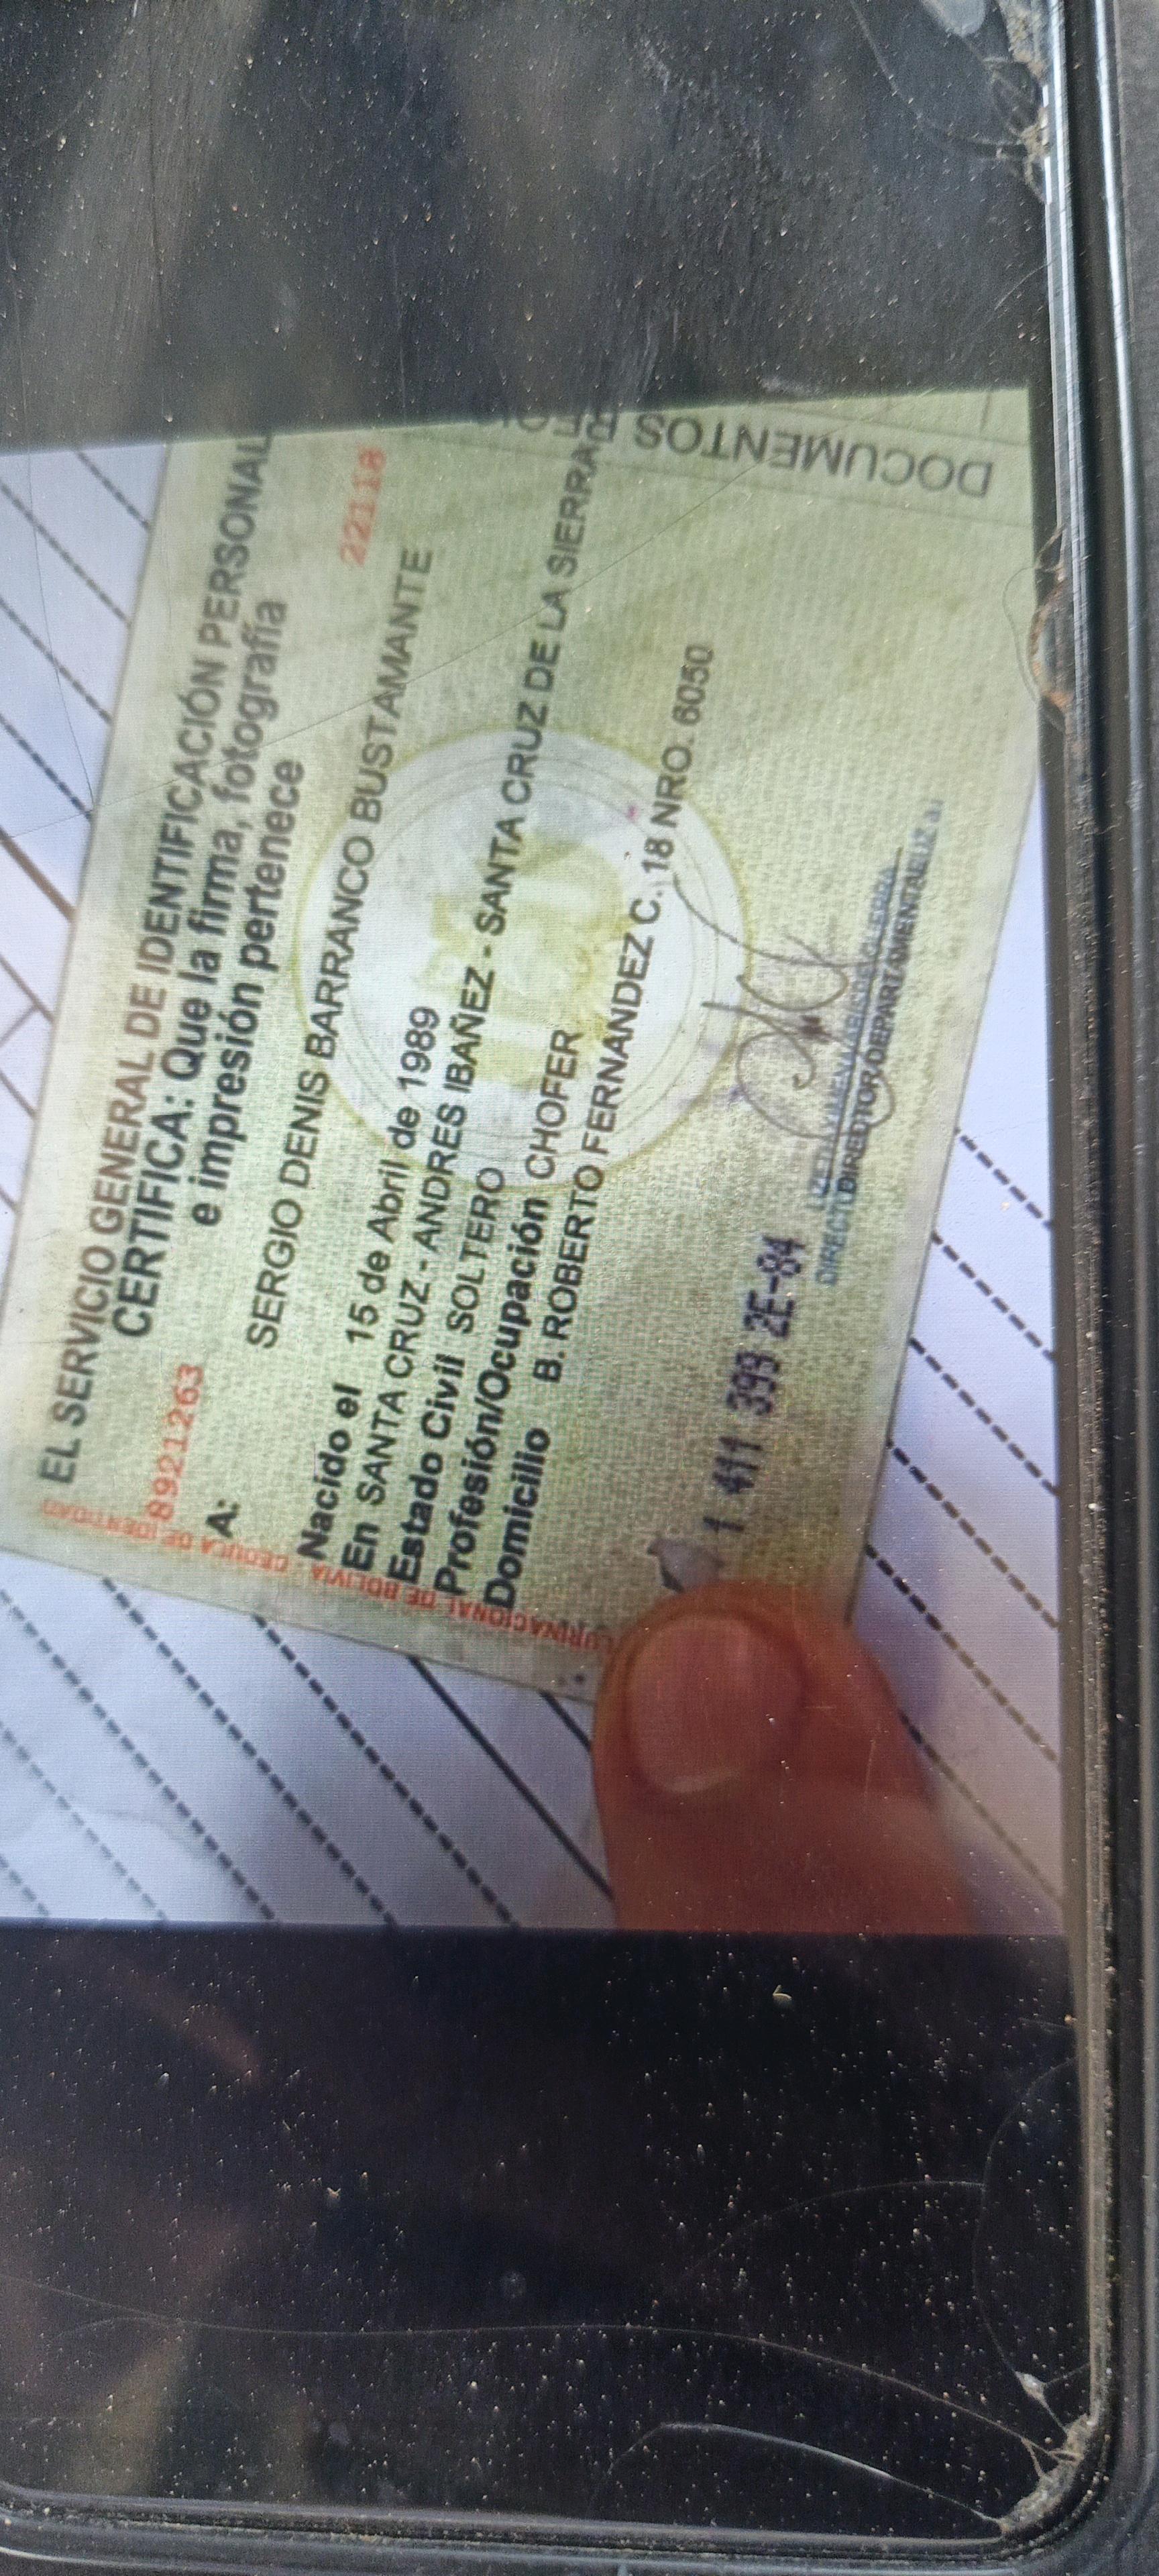 EL SERVICIO GENERAL DE IDENTIFICACIÓN PERSONAL
CERTIFICA: Que la firma, fotografía
e impresión pertenece
8921263
22118
A:
SERGIO DENIS BARRANCO BUSTAMANTE
Nacido el 15 de Abril de 1989
En SANTA CRUZ - ANDRES IBAÑEZ - SANTA CRUZ DE LA SIERRA
Estado Civil SOLTERO
Profesión/Ocupación CHOFER
Domicilio B. ROBERTO FERNANDEZ C. 18 NRO. 6050
1 411 399 2E-84
DIRECTOR DEPARTAMENTAL
DOCUMENTOS
NACIONAL DE BOLIVIA CEDULA DE IDENTIDAD